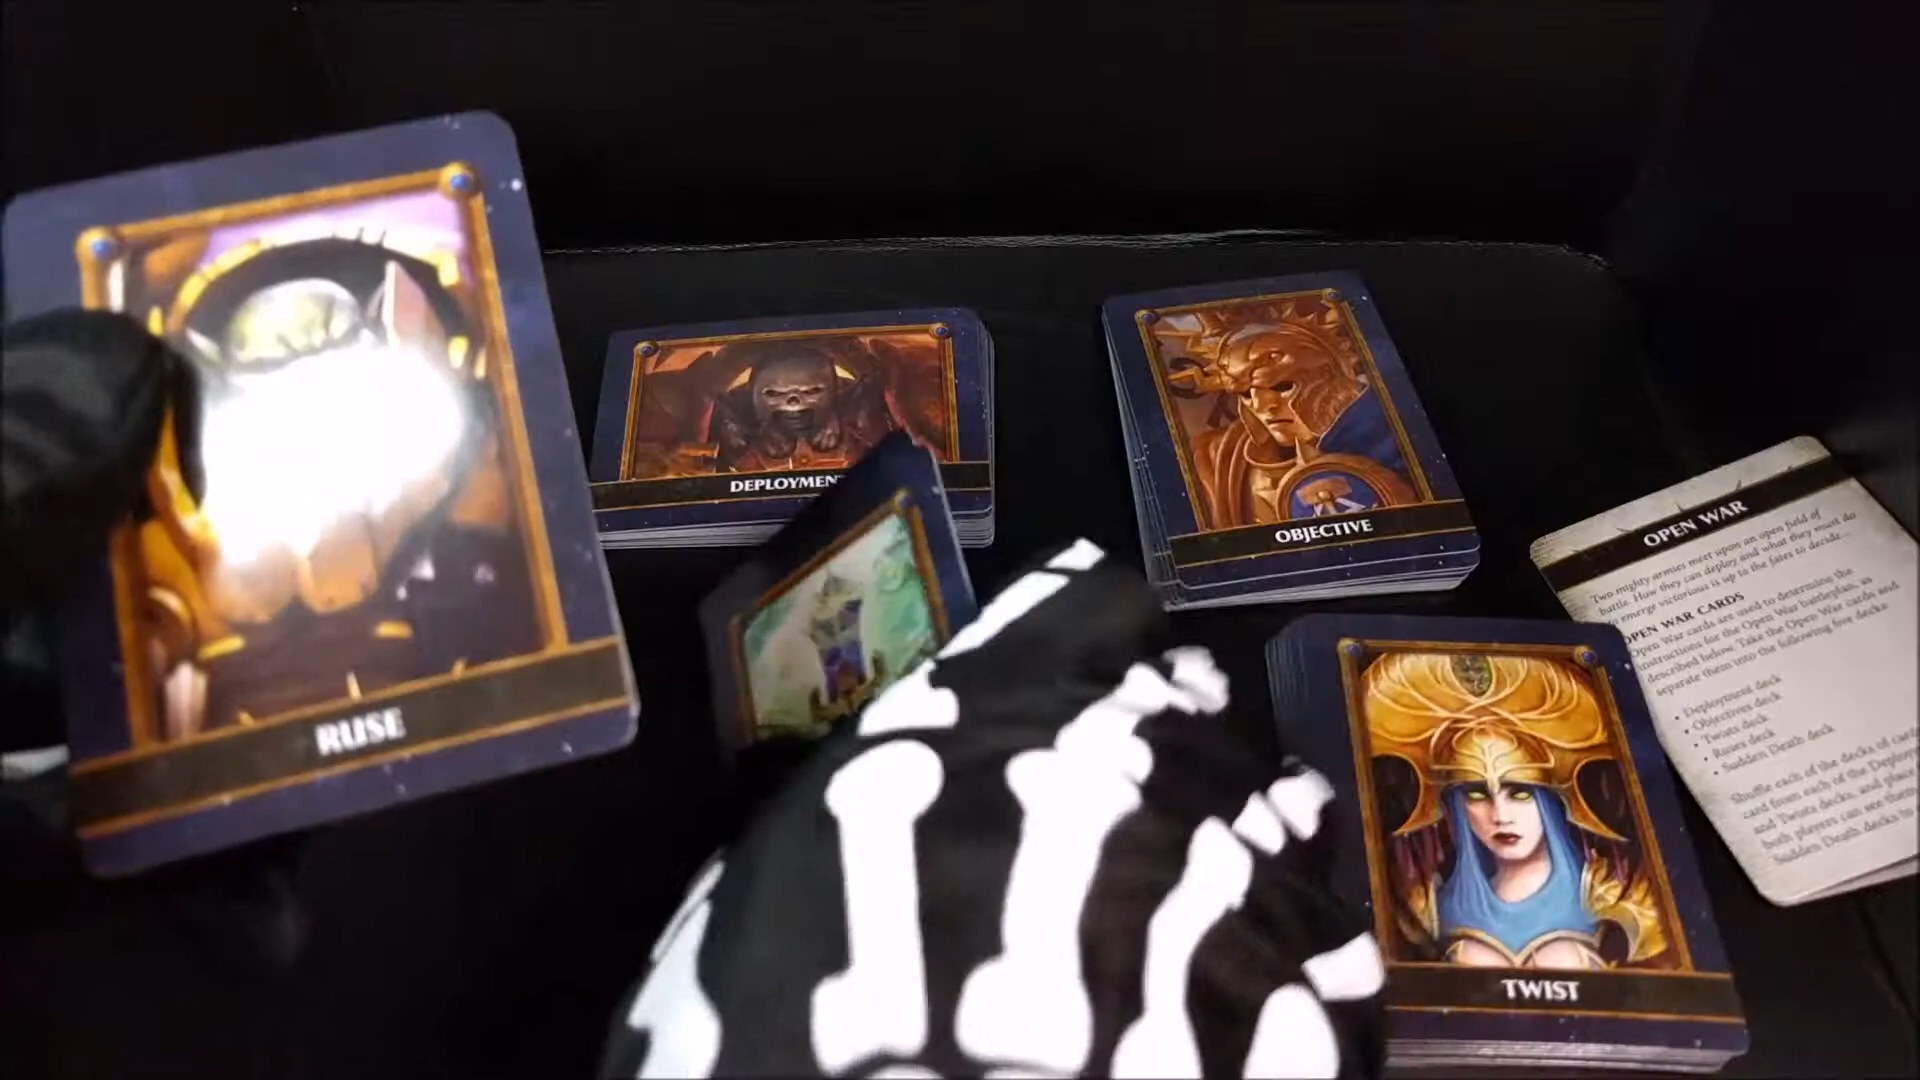 RUSE
DEPLOYMENT
OBJECTIVE
TWIST
OPEN WAR
Two mighty armies meet upon an open field of
battle. How they can deploy and what they must do
to emerge victorious is up to the fates to decide...
OPEN WAR CARDS
Open War cards are used to determine the
instructions for the Open War battleplan, as
described below. Take the Open War cards and
separate them into the following five decks
• Deployment deck
• Objectives deck
• Twists deck
• Ruses deck
• Sudden Death deck
Shuffle each of the decks of cards
card from each of the Deploy
and Twists decks, and place
both players can see them
Sudden Death decks to